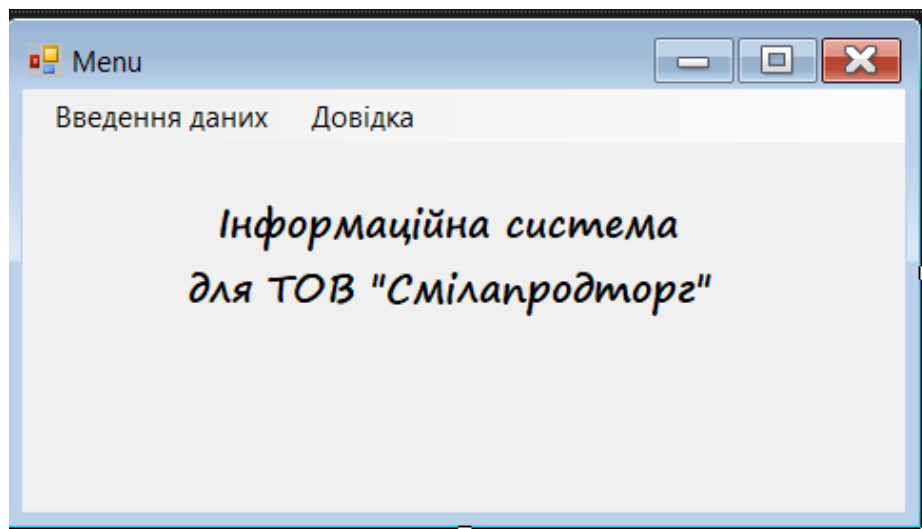 Menu
Введення даних Довідка
Інформаційна система
для ТОВ "Смілапродторг"